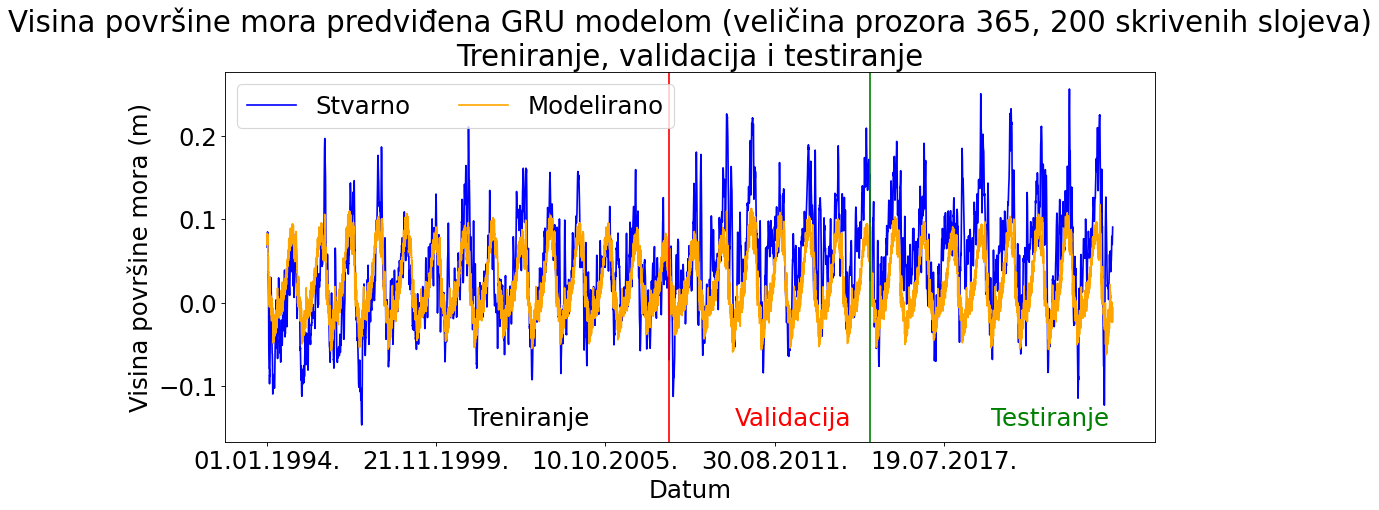 Visina površine mora predviđena GRU modelom (veličina prozora 365, 200 skrivenih slojeva)
Treniranje, validacija i testiranje
Stvarno Modelirano
Visina površine mora (m)
0.2
0.1
0.0
−0.1
Treniranje Validacija Testiranje
01.01.1994. 21.11.1999. 10.10.2005. 30.08.2011. 19.07.2017.
Datum